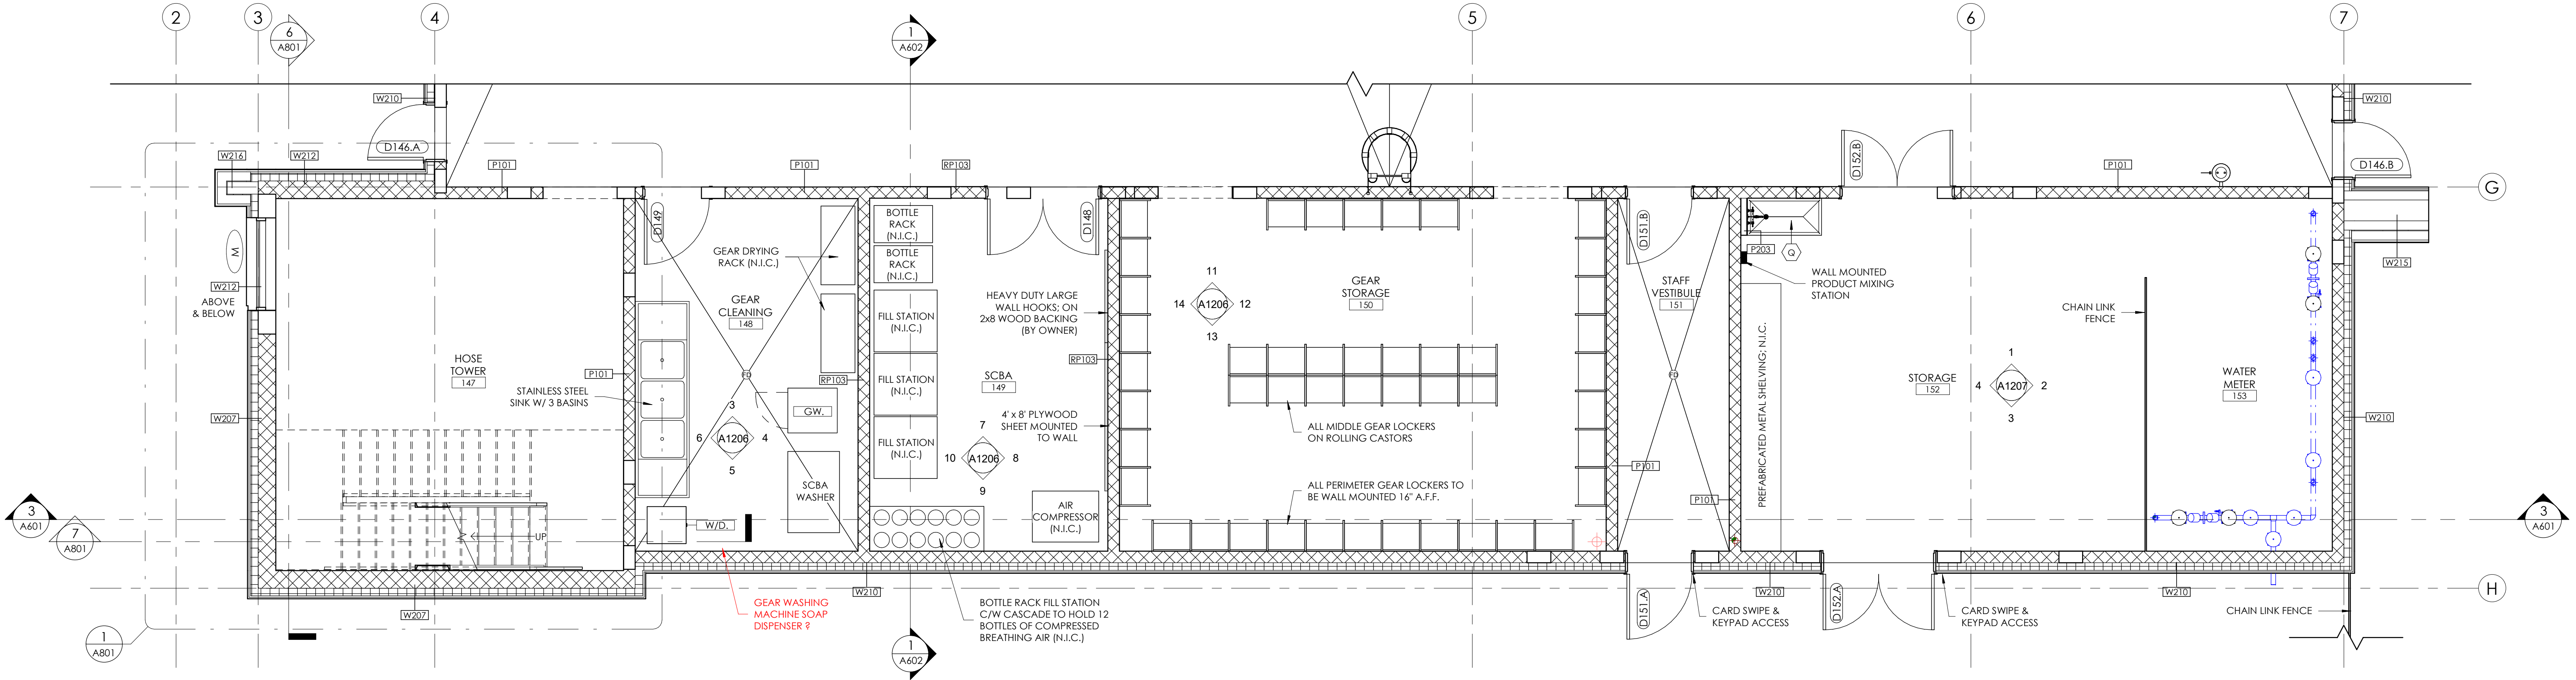 2
3
4
5
6
7
6
A801
1
A602
W210
D146.A
W216
W212
P101
P101
RP103
D152.B
P101
W210
D146.B
G
M
W212
ABOVE
& BELOW
D149
GEAR DRYING
RACK (N.I.C.)
GEAR
CLEANING
148
BOTTLE
RACK
(N.I.C.)
BOTTLE
RACK
(N.I.C.)
FILL STATION
(N.I.C.)
FILL STATION
(N.I.C.)
FILL STATION
(N.I.C.)
D148
HEAVY DUTY LARGE
WALL HOOKS; ON
2x8 WOOD BACKING
(BY OWNER)
RP103
RP103
SCBA
149
4' x 8' PLYWOOD
SHEET MOUNTED
TO WALL
11
14
A1206
12
13
GEAR
STORAGE
150
D151.B
STAFF
VESTIBULE
151
P203
Q
WALL MOUNTED
PRODUCT MIXING
STATION
W215
CHAIN LINK
FENCE
PREFABRICATED METAL SHELVING; N.I.C.
STORAGE
152
1
4
A1207
2
3
WATER
METER
153
W210
HOSE
TOWER
147
P101
STAINLESS STEEL
SINK W/ 3 BASINS
FD
FD
GW.
3
6
A1206
4
5
7
10
A1206
8
9
W207
SCBA
WASHER
AIR
COMPRESSOR
(N.I.C.)
ALL MIDDLE GEAR LOCKERS
ON ROLLING CASTORS
ALL PERIMETER GEAR LOCKERS TO
BE WALL MOUNTED 16" A.F.F.
P101
P101
W/D.
UP
3
A601
7
A801
3
A601
W207
W210
W210
W210
H
GEAR WASHING
MACHINE SOAP
DISPENSER ?
BOTTLE RACK FILL STATION
C/W CASCADE TO HOLD 12
BOTTLES OF COMPRESSED
BREATHING AIR (N.I.C.)
D151.A
CARD SWIPE &
KEYPAD ACCESS
D152.A
CARD SWIPE &
KEYPAD ACCESS
CHAIN LINK FENCE
1
A801
1
A602